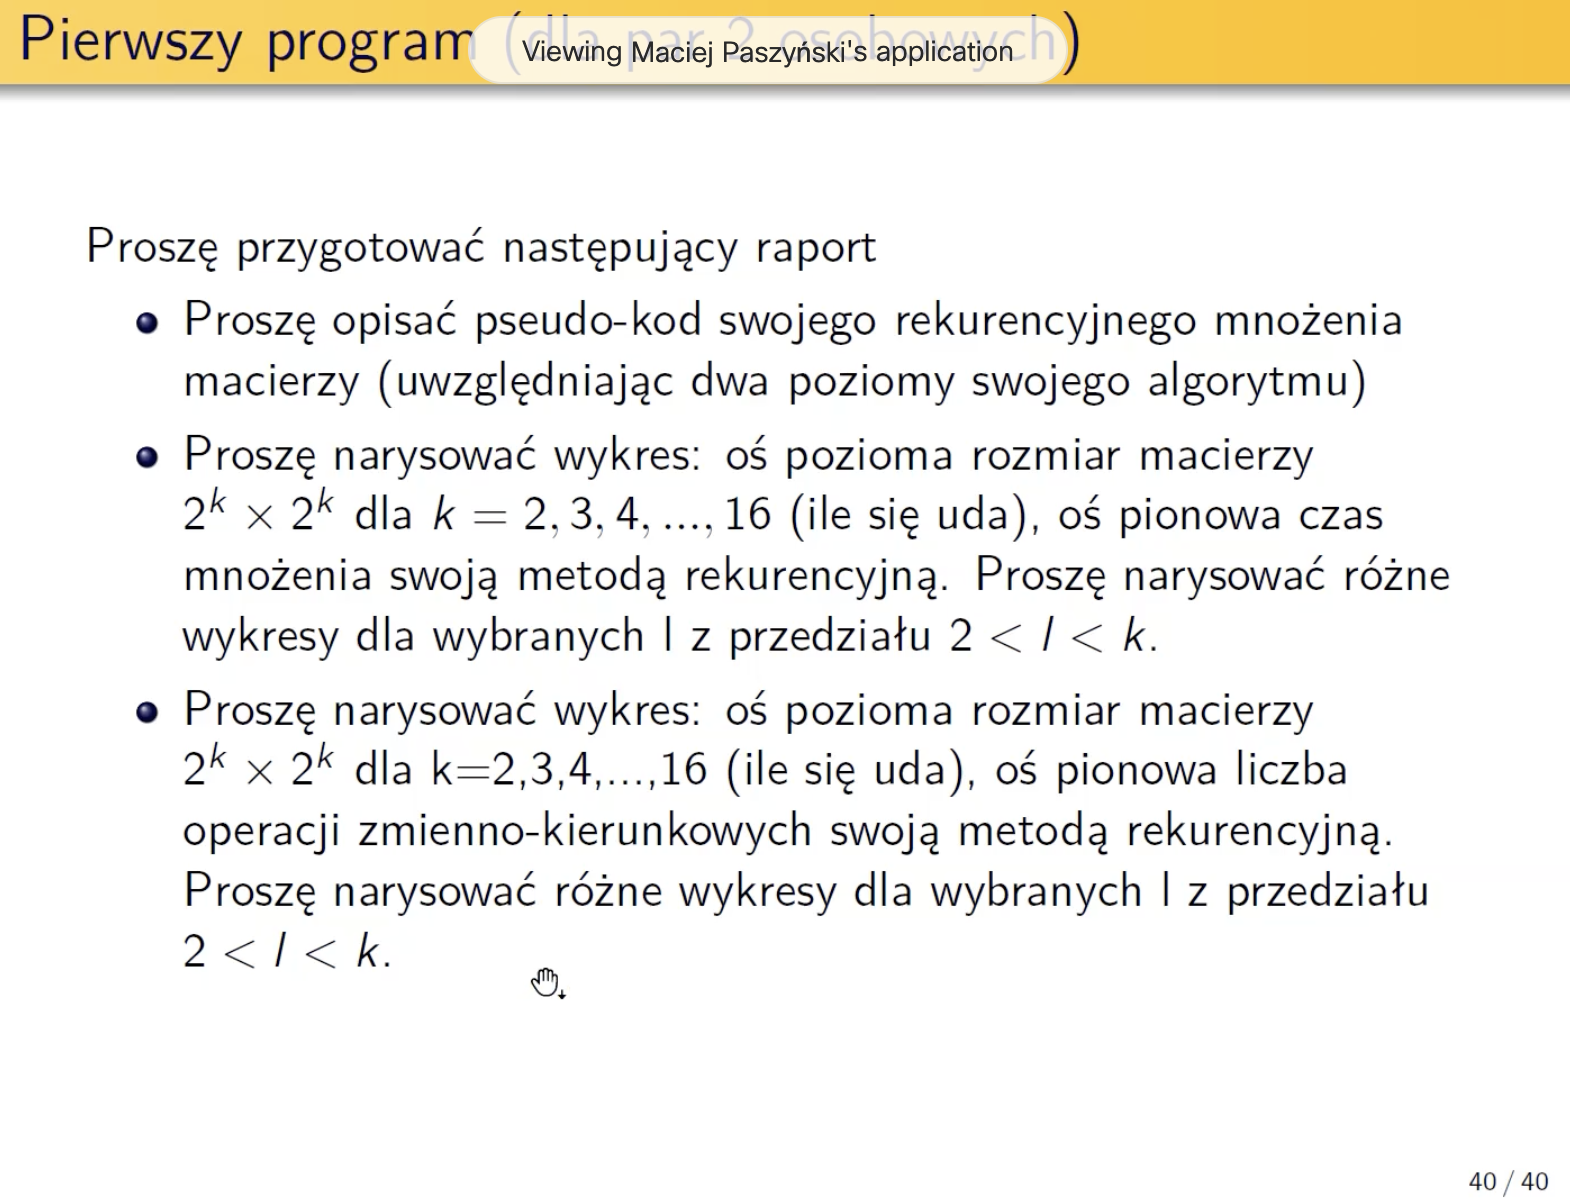 Pierwszy program (dla par 2 osobowych)
Viewing Maciej Paszyński's application
Proszę przygotować następujący raport
Proszę opisać pseudo-kod swojego rekurencyjnego mnożenia
macierzy (uwzględniając dwa poziomy swojego algorytmu)
Proszę narysować wykres: oś pozioma rozmiar macierzy
2^k × 2^k dla k = 2, 3, 4, ..., 16 (ile się uda), oś pionowa czas
mnożenia swoją metodą rekurencyjną. Proszę narysować różne
wykresy dla wybranych l z przedziału 2 < l < k.
Proszę narysować wykres: oś pozioma rozmiar macierzy
2^k × 2^k dla k=2,3,4,...,16 (ile się uda), oś pionowa liczba
operacji zmienno-kierunkowych swoją metodą rekurencyjną.
Proszę narysować różne wykresy dla wybranych l z przedziału
2 < l < k.
40 / 40